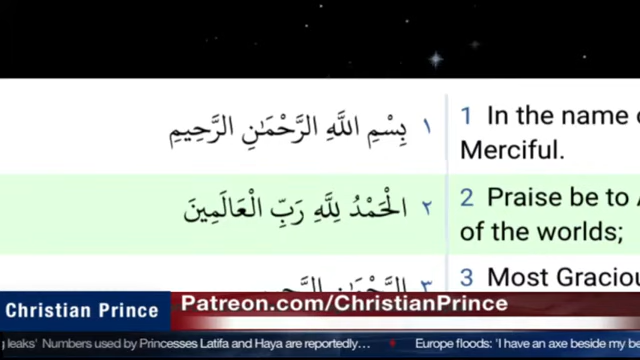 بِسْمِ اللَّهِ الرَّحْمَٰنِ الرَّحِيمِ ١
1 In the name
Merciful.
الْحَمْدُ لِلَّهِ رَبِّ الْعَالَمِينَ ٢
2 Praise be to
of the worlds;
الرَّحْمَٰنِ ٣
3 Most
Christian Prince
Patreon.com/ChristianPrince
leaks' Numbers used by Princesses Latifa and Haya are reportedly... Europe floods: 'I have an axe beside my